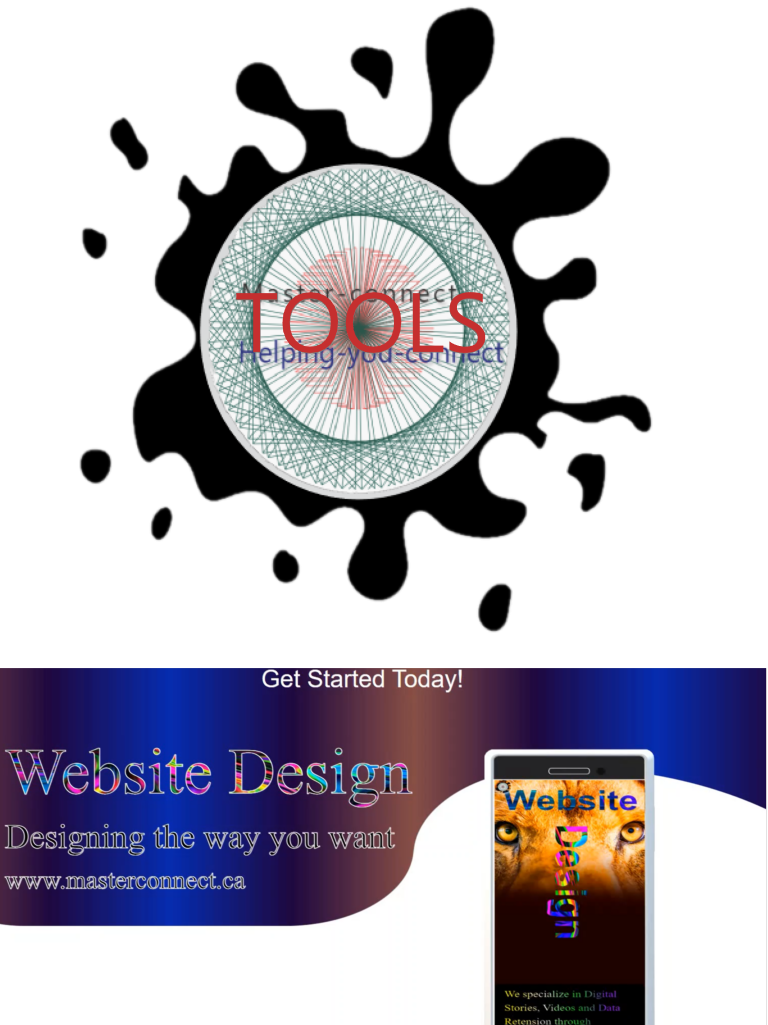 Master-connect
TOOLS
Helping-you-connect
Get Started Today!
Website Design
Designing the way you want
www.masterconnect.ca
Website
Design
We specialize in Digital
Stories, Videos and Data
Retension through